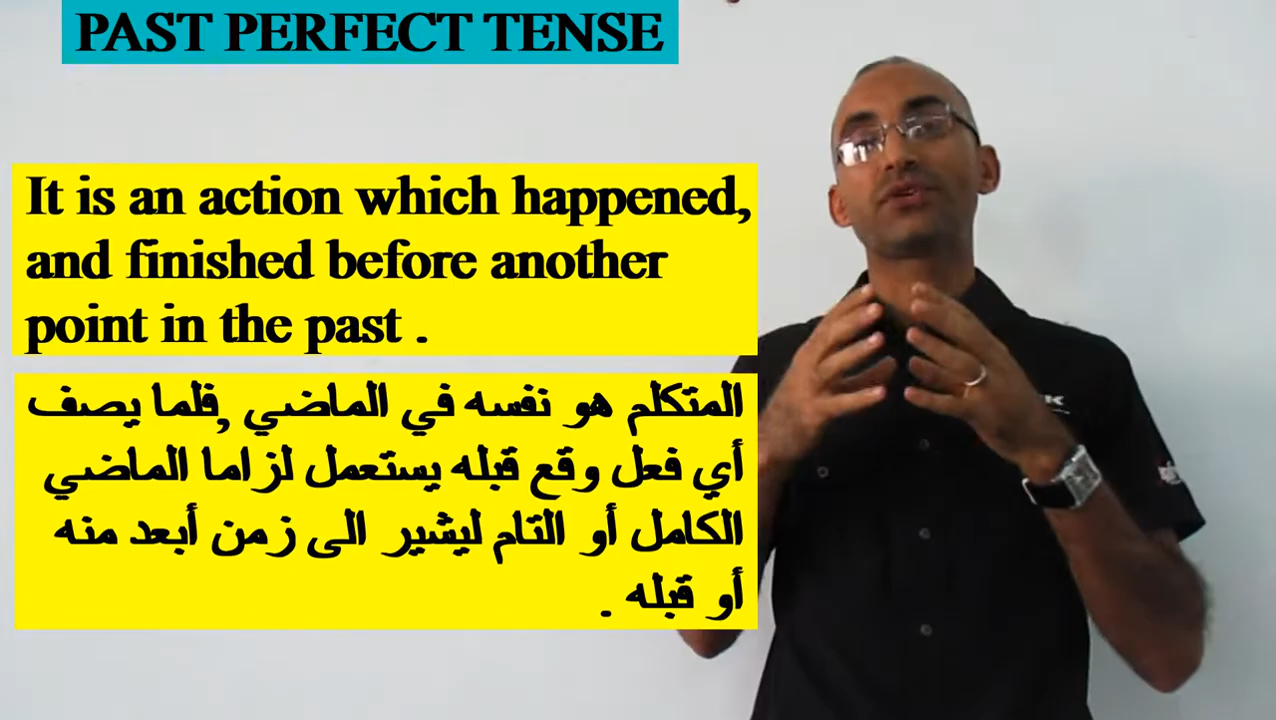 PAST PERFECT TENSE
It is an action which happened,
and finished before another
point in the past .
المتكلم هو نفسه في الماضي ,فلما يصف
أي فعل وقع قبله يستعمل لزاما الماضي
الكامل أو التام ليشير الى زمن أبعد منه
أو قبله .